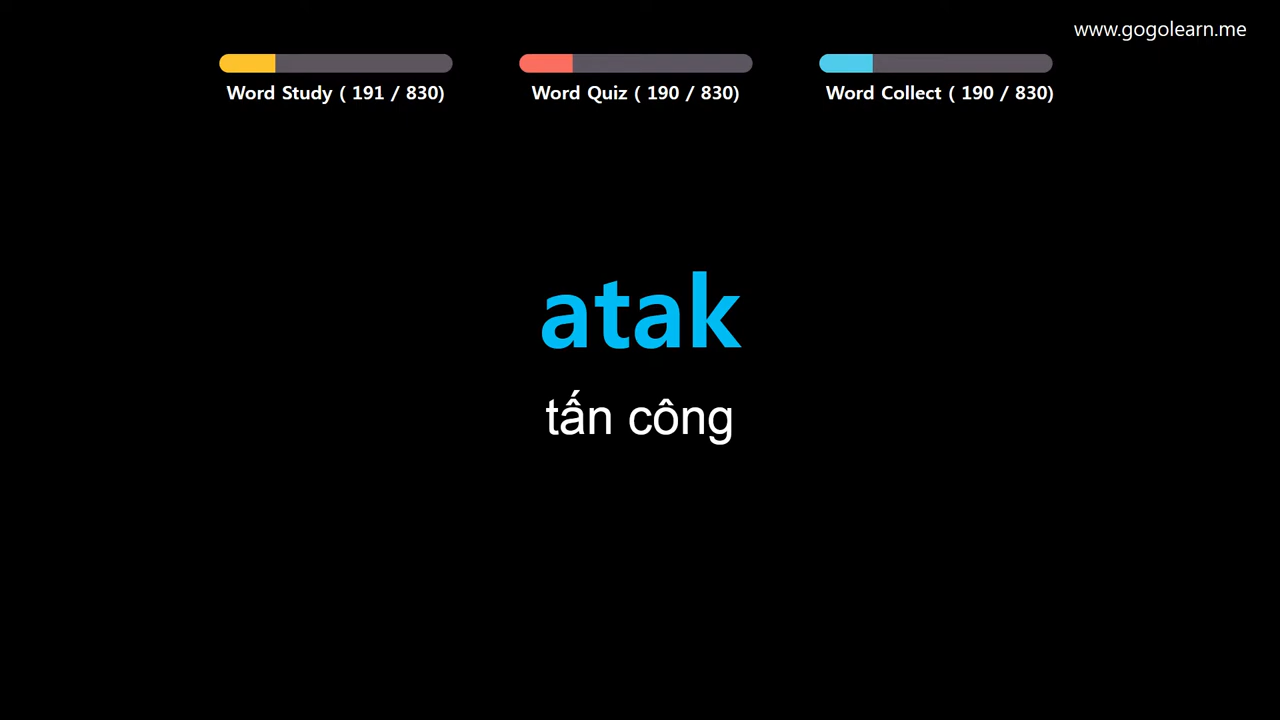 www.gogolearn.me
Word Study ( 191 / 830)
Word Quiz ( 190 / 830)
Word Collect ( 190 / 830)
atak
tấn công